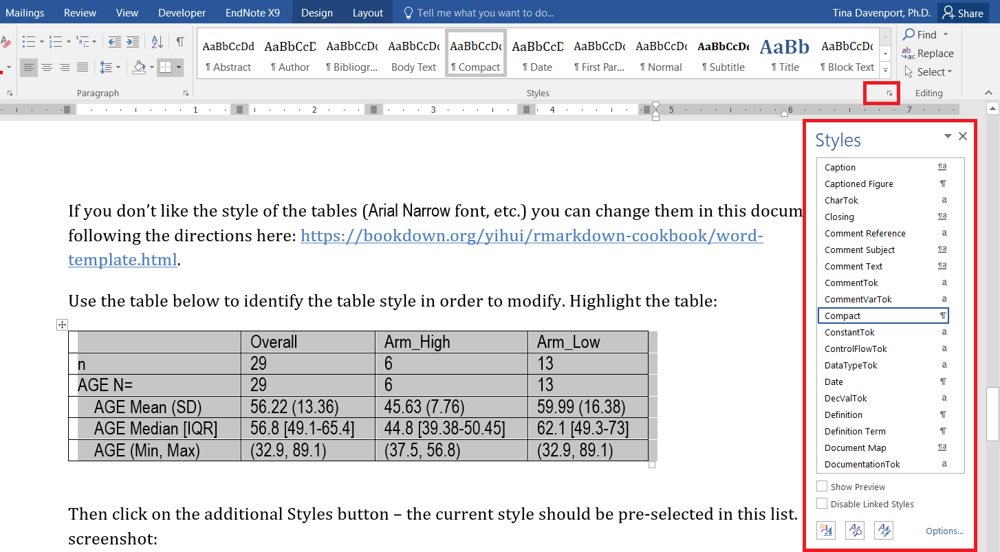 Mailings Review View Developer EndNote X9 Design Layout Tell me what you want to do... Tina Davenport, Ph.D. Share
AaBbCcDd AaBbCcD AaBbCcDd AaBbCcDd AaBbCcDd AaBbCcD AaBbCcDd AaBbCcDd AaBbCcDd AaBb AaBbCcDd Find
¶ Abstract ¶ Author ¶ Bibliogr... Body Text ¶ Compact ¶ Date ¶ First Par... ¶ Normal ¶ Subtitle ¶ Title ¶ Block Text Replace
Select
Paragraph Styles Editing
1 2 3 4 5 6 7
If you don’t like the style of the tables (Arial Narrow font, etc.) you can change them in this docum
following the directions here: https://bookdown.org/yihui/rmarkdown-cookbook/word-
template.html.
Use the table below to identify the table style in order to modify. Highlight the table:
Overall Arm_High Arm_Low
n 29 6 13
AGE N= 29 6 13
AGE Mean (SD) 56.22 (13.36) 45.63 (7.76) 59.99 (16.38)
AGE Median [IQR] 56.8 [49.1-65.4] 44.8 [39.38-50.45] 62.1 [49.3-73]
AGE (Min, Max) (32.9, 89.1) (37.5, 56.8) (32.9, 89.1)
Then click on the additional Styles button – the current style should be pre-selected in this list.
screenshot:
Styles
Caption ¶a
Captioned Figure ¶
CharTok a
Closing ¶a
Comment Reference a
Comment Subject ¶a
Comment Text ¶a
CommentTok a
CommentVarTok a
Compact ¶
ConstantTok a
ControlFlowTok a
DataTypeTok a
Date ¶
DecValTok a
Definition ¶
Definition Term ¶
Document Map ¶a
DocumentationTok a
Show Preview
Disable Linked Styles
Options...